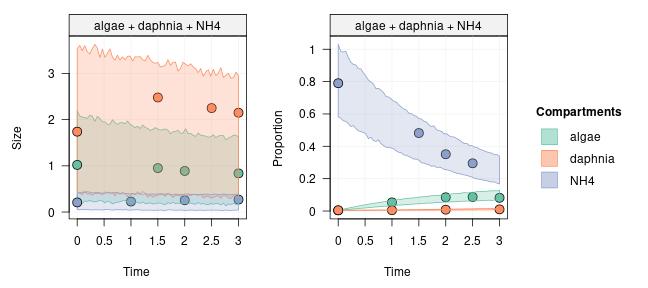 algae + daphnia + NH4
algae + daphnia + NH4
Size
3
2
1
0
0 0.5 1 1.5 2 2.5 3
Time
Proportion
1
0.8
0.6
0.4
0.2
0
0 0.5 1 1.5 2 2.5 3
Time
Compartments
algae
daphnia
NH4